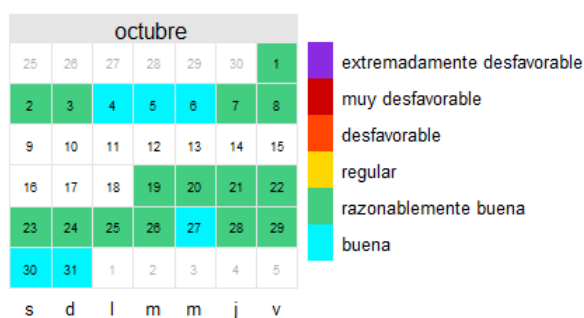 octubre
25 26 27 28 29 30 1
2 3 4 5 6 7 8
9 10 11 12 13 14 15
16 17 18 19 20 21 22
23 24 25 26 27 28 29
30 31 1 2 3 4 5
s d l m m j v
extremadamente desfavorable
muy desfavorable
desfavorable
regular
razonablemente buena
buena